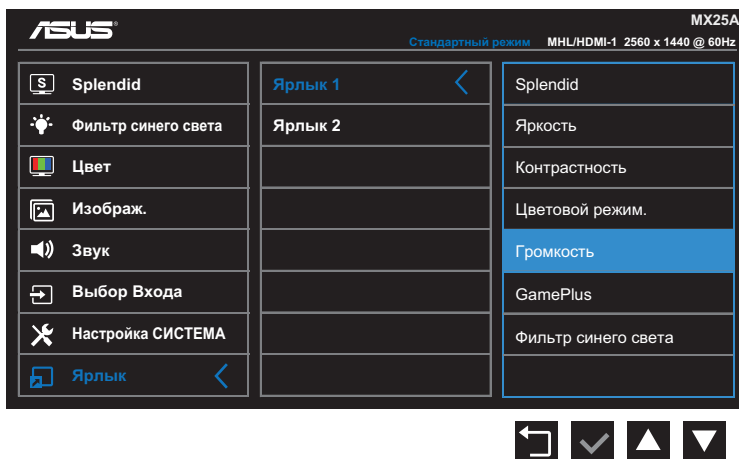 ASUS®
MX25A
Стандартный режим MHL/HDMI-1 2560 x 1440 @ 60Hz
S Splendid
Фильтр синего света
Цвет
Изображ.
Звук
Выбор Входа
Настройка СИСТЕМА
Ярлык
Ярлык 1
Ярлык 2
Splendid
Яркость
Контрастность
Цветовой режим.
Громкость
GamePlus
Фильтр синего света